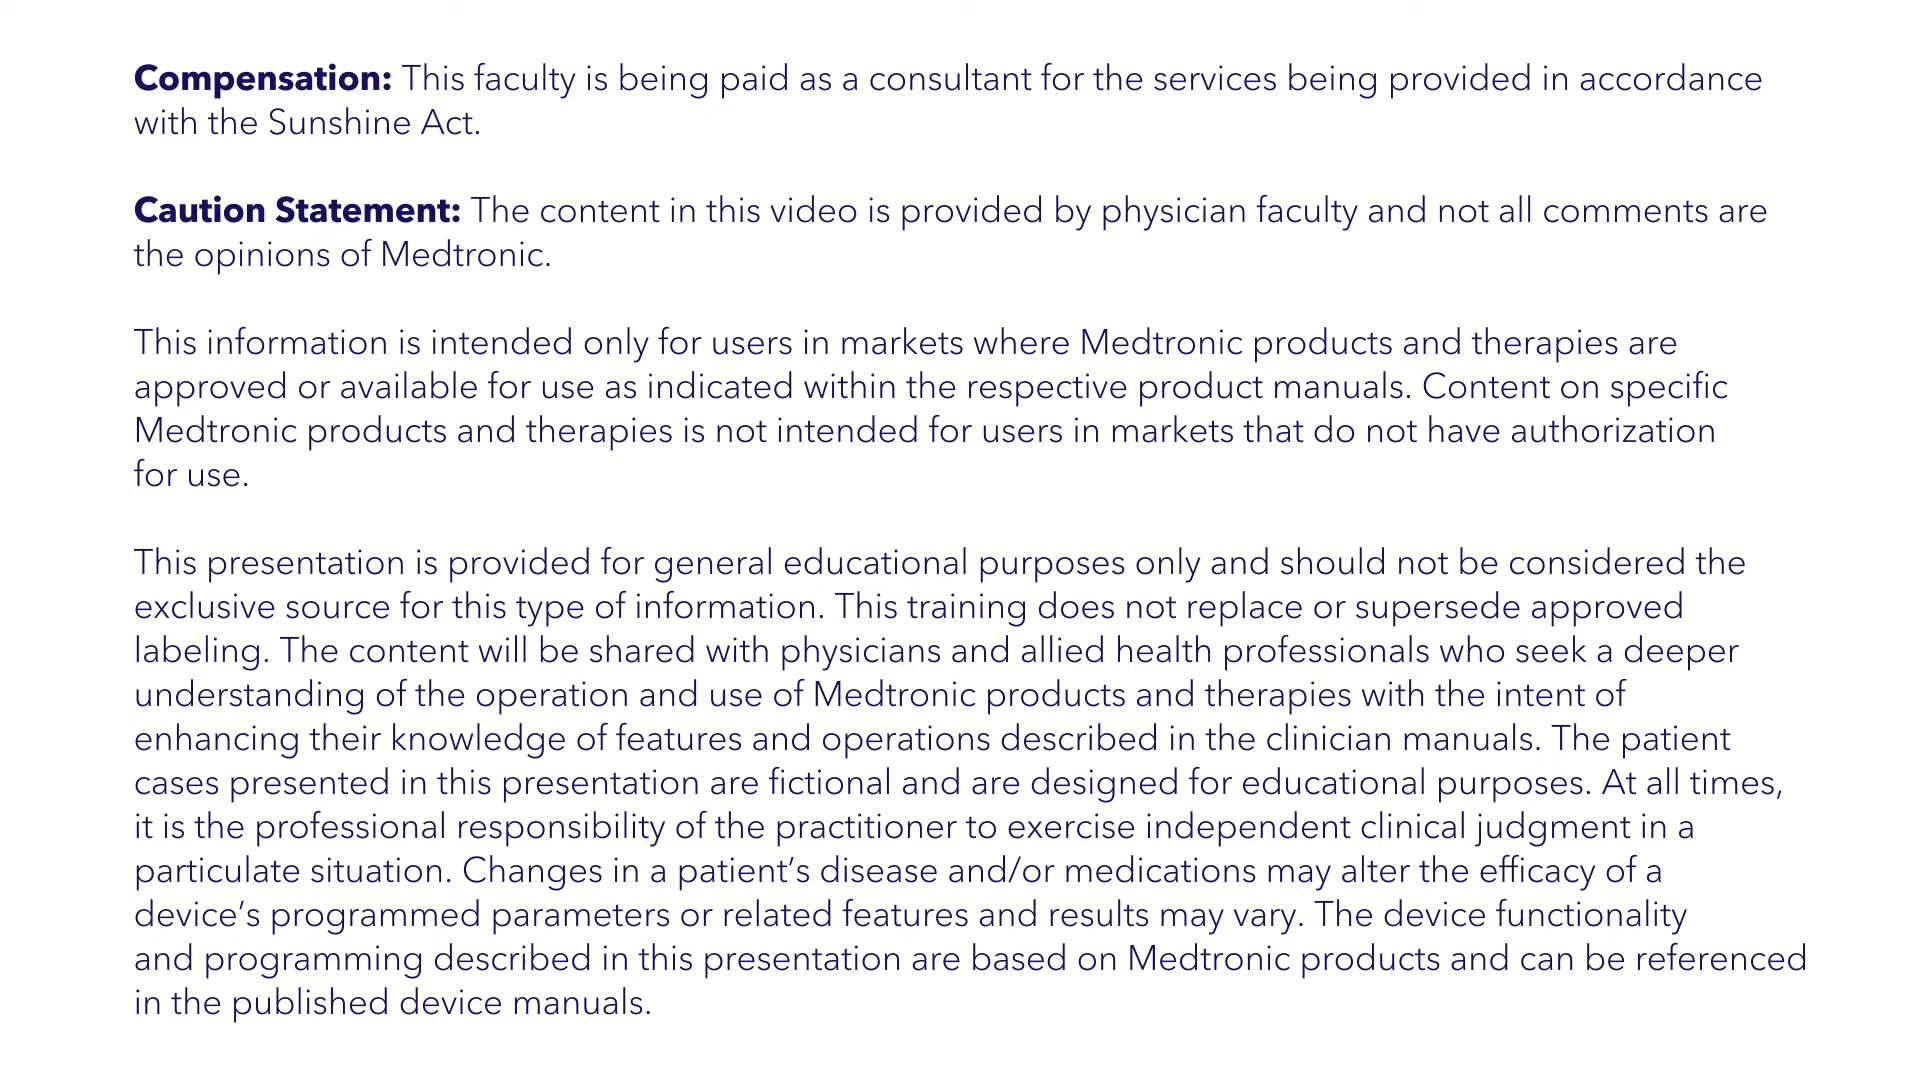 Compensation: This faculty is being paid as a consultant for the services being provided in accordance
with the Sunshine Act.
Caution Statement: The content in this video is provided by physician faculty and not all comments are
the opinions of Medtronic.
This information is intended only for users in markets where Medtronic products and therapies are
approved or available for use as indicated within the respective product manuals. Content on specific
Medtronic products and therapies is not intended for users in markets that do not have authorization
for use.
This presentation is provided for general educational purposes only and should not be considered the
exclusive source for this type of information. This training does not replace or supersede approved
labeling. The content will be shared with physicians and allied health professionals who seek a deeper
understanding of the operation and use of Medtronic products and therapies with the intent of
enhancing their knowledge of features and operations described in the clinician manuals. The patient
cases presented in this presentation are fictional and are designed for educational purposes. At all times,
it is the professional responsibility of the practitioner to exercise independent clinical judgment in a
particulate situation. Changes in a patient’s disease and/or medications may alter the efficacy of a
device’s programmed parameters or related features and results may vary. The device functionality
and programming described in this presentation are based on Medtronic products and can be referenced
in the published device manuals.